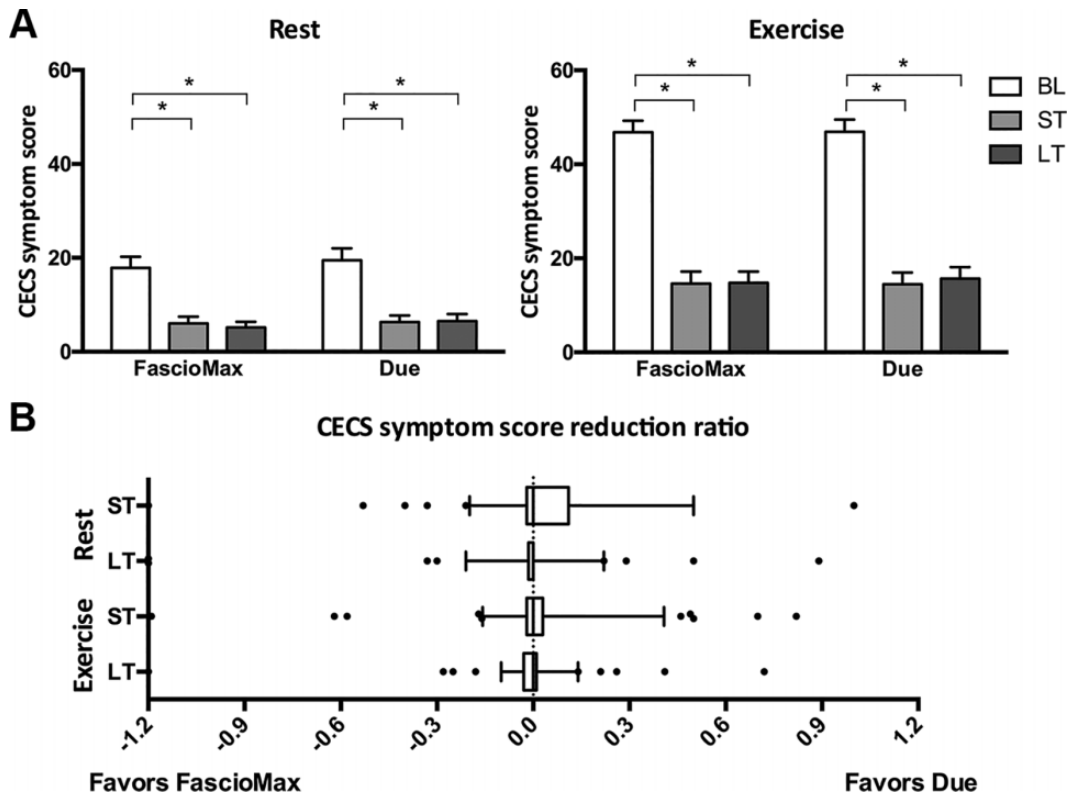 A
Rest
Exercise
60
40
20
0
CECS symptom score
*
*
*
*
FascioMax
Due
60
40
20
0
CECS symptom score
*
*
*
*
FascioMax
Due
BL
ST
LT
B
CECS symptom score reduction ratio
Rest
ST
LT
Exercise
ST
LT
-1.2
-0.9
-0.6
-0.3
0.0
0.3
0.6
0.9
1.2
Favors FascioMax
Favors Due